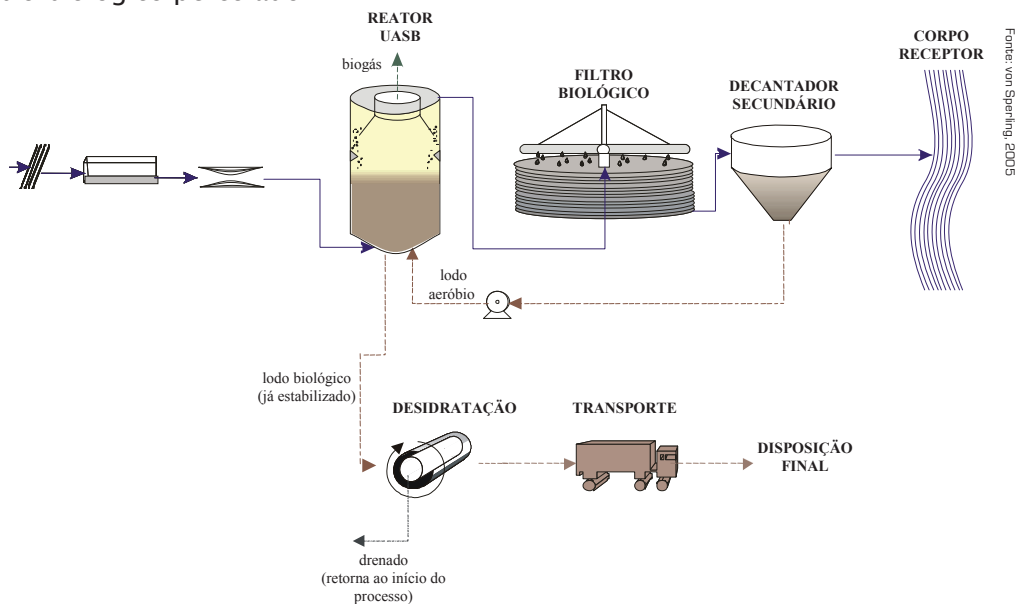 REATOR
UASB
biogás
FILTRO
BIOLÓGICO
DECANTADOR
SECUNDÁRIO
CORPO
RECEPTOR
Fonte: von Sperling, 2005
lodo
aeróbio
lodo biológico
(já estabilizado)
DESIDRATAÇÃO
TRANSPORTE
DISPOSIÇÃO
FINAL
drenado
(retorna ao início do
processo)